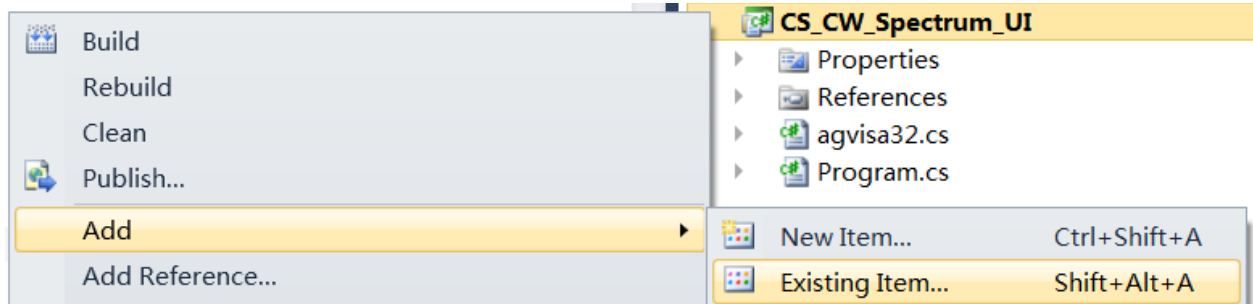 Build
Rebuild
Clean
Publish...
Add
Add Reference...
CS_CW_Spectrum_UI
Properties
References
agvisa32.cs
Program.cs
New Item... Ctrl+Shift+A
Existing Item... Shift+Alt+A